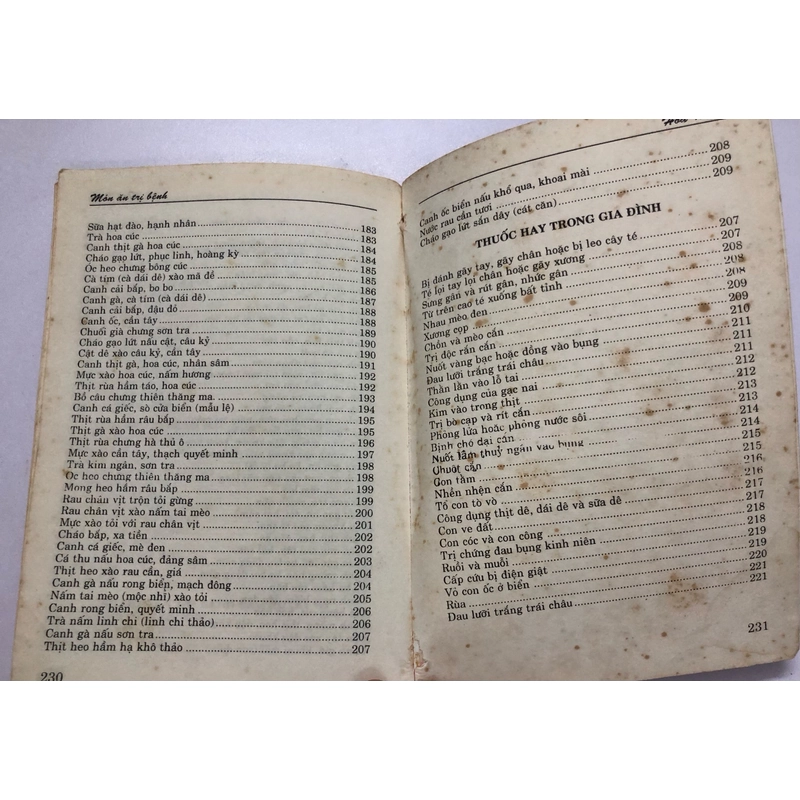 Món ăn trị bệnh
Sữa hạt đào, hạnh nhân 183
Trà hoa cúc 183
Canh thịt gà hoa cúc 184
Cháo gạo lứt, phục linh, hoàng kỳ 184
Óc heo chưng bông cúc 185
Cà tím (cà dái dê) xào mã đề 185
Canh cải bắp, bo bo 186
Canh gà, cà tím (cà dái dê) 187
Canh cải bắp, đậu đỏ 188
Canh ốc, cần tây 188
Chuối già chưng sơn tra 189
Cháo gạo lứt nấu cật, câu kỷ 190
Cật dê xào câu kỷ, cần tây 190
Canh thịt gà, hoa cúc, nhân sâm 191
Mực xào hoa cúc, nấm hương 192
Thịt rùa hầm táo, hoa cúc 192
Bồ câu chưng thiên thăng ma. 193
Canh cá giếc, sò cửa biển (mẫu lệ) 194
Thịt rùa hầm râu bắp 195
Thịt gà xào hoa cúc 195
Thịt rùa chưng hà thủ ô 196
Mực xào cần tây, thạch quyết minh 197
Trà kim ngân, sơn tra 198
Óc heo chưng thiên thăng ma 198
Mong heo hầm râu bắp 199
Rau chân vịt trộn tỏi gừng 199
Rau chân vịt xào nấm tai mèo 200
Mực xào tỏi với rau chân vịt 201
Cháo bắp, xa tiền 202
Canh cá giếc, mè đen 202
Cá thu nấu hoa cúc, đảng sâm 203
Thịt heo xào rau cần, giá 204
Canh gà nấu rong biển, mạch đông 204
Nấm tai mèo (mộc nhĩ) xào tỏi 205
Canh rong biển, quyết minh 206
Trà nấm linh chi (linh chi thảo) 206
Canh gà nấu sơn tra 207
Thịt heo hầm hạ khô thảo 207
230
Canh ốc biển nấu khổ qua, khoai mài 208
Nước rau cần tươi 209
Cháo gạo lứt sắn dây (cát căn) 209
THUỐC HAY TRONG GIA ĐÌNH
Bị đánh gãy tay, gãy chân hoặc bị leo cây té 207
Té lọi tay lọi chân hoặc gãy xương 207
Sưng gân và rút gân, nhức gân 208
Từ trên cao té xuống bất tỉnh 208
Nhau mèo đen 209
Xương cọp 209
Chồn và mèo cắn 210
Trị độc rắn cắn 211
Nuốt vàng bạc hoặc đồng vào bụng 211
Đau lưỡi trắng trái châu 212
Thằn lằn vào lỗ tai 212
Công dụng của gạc nai 213
Kim vào trong thịt 213
Trị bò cạp và rít cắn 214
Phỏng lửa hoặc phỏng nước sôi 214
Bịnh chó dại cắn 215
Nuốt lầm thuỷ ngân vào bụng 215
Chuột cắn 216
Gon tằm 216
Nhền nhện cắn 217
Tổ con tò vò 217
Công dụng thịt dê, dái dê và sữa dê 218
Con ve đất 218
Con cóc và con công 219
Trị chứng đau bụng kinh niên 219
Ruồi và muỗi 220
Cấp cứu bị điện giật 221
Vỏ con ốc ở biển
Rùa
Đau lưỡi trắng trái châu
231